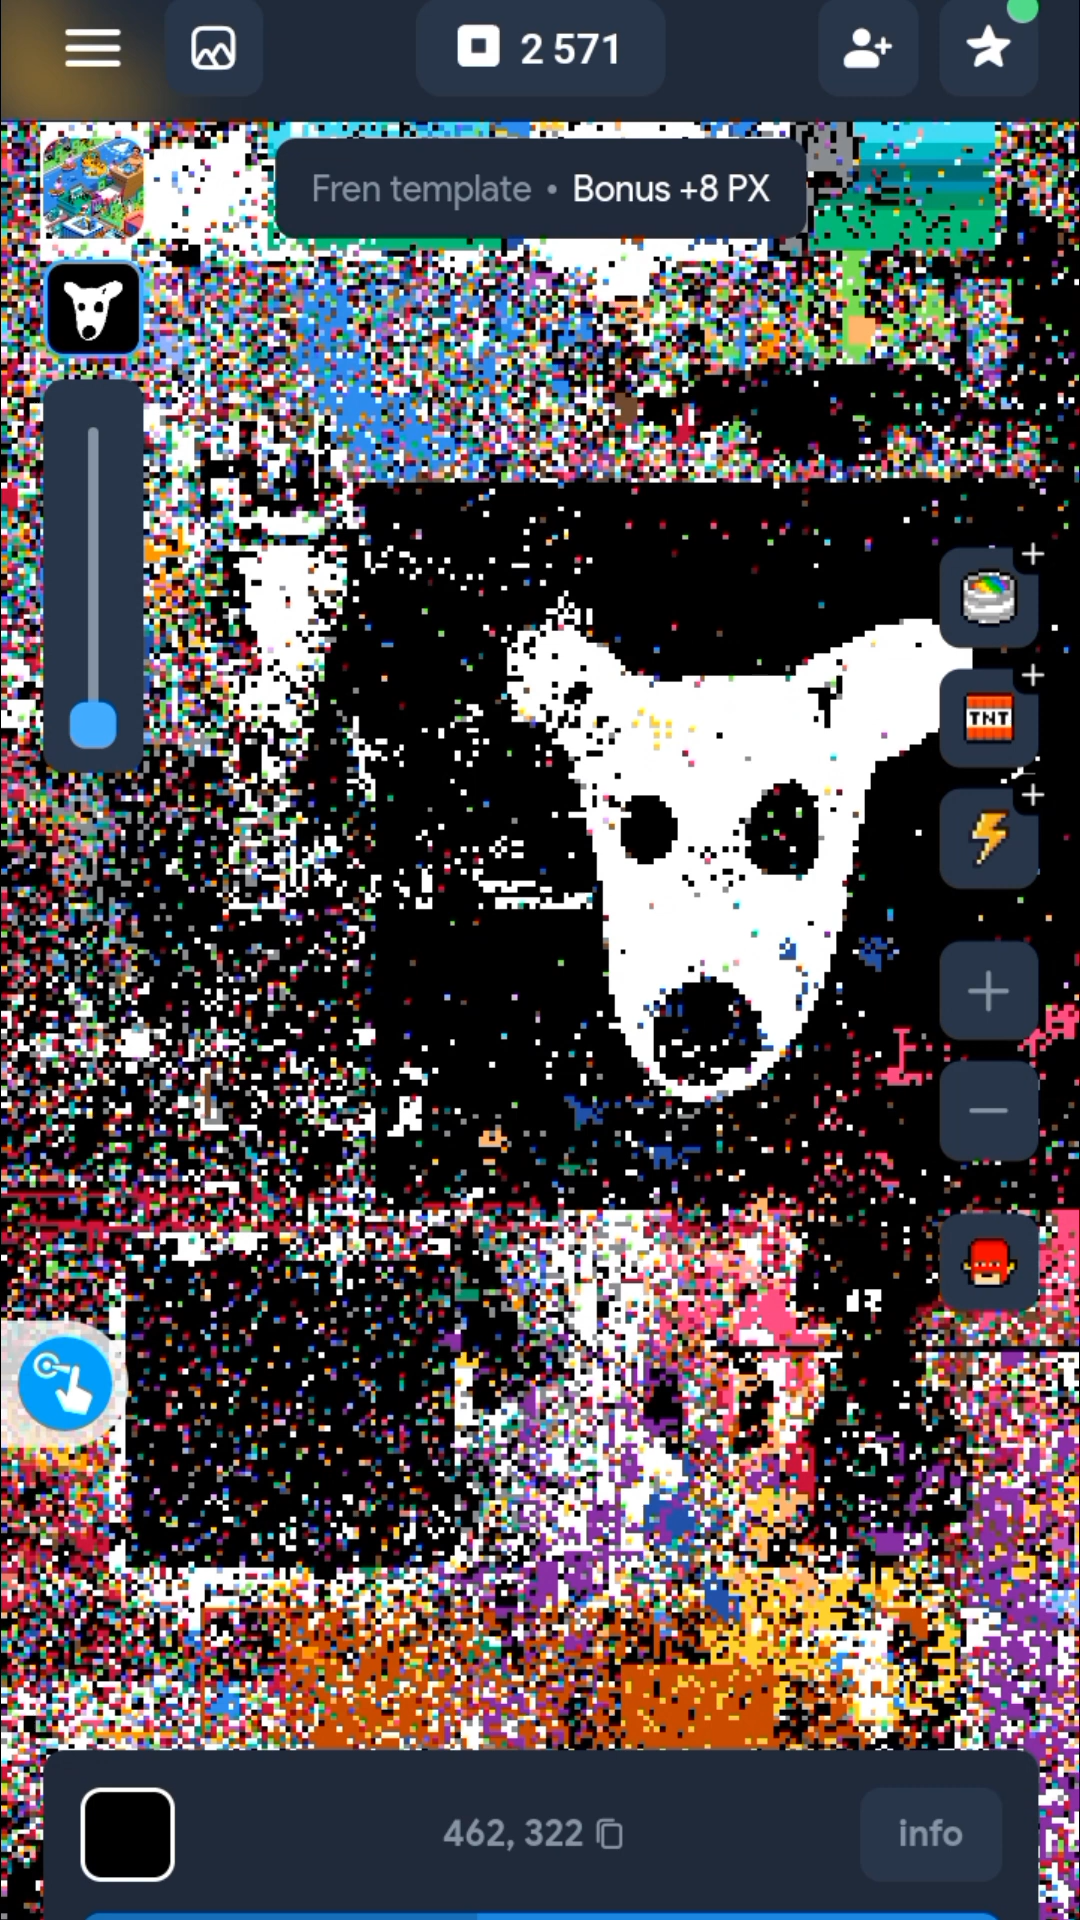 2 571
Fren template • Bonus +8 PX
TNT
462, 322
info